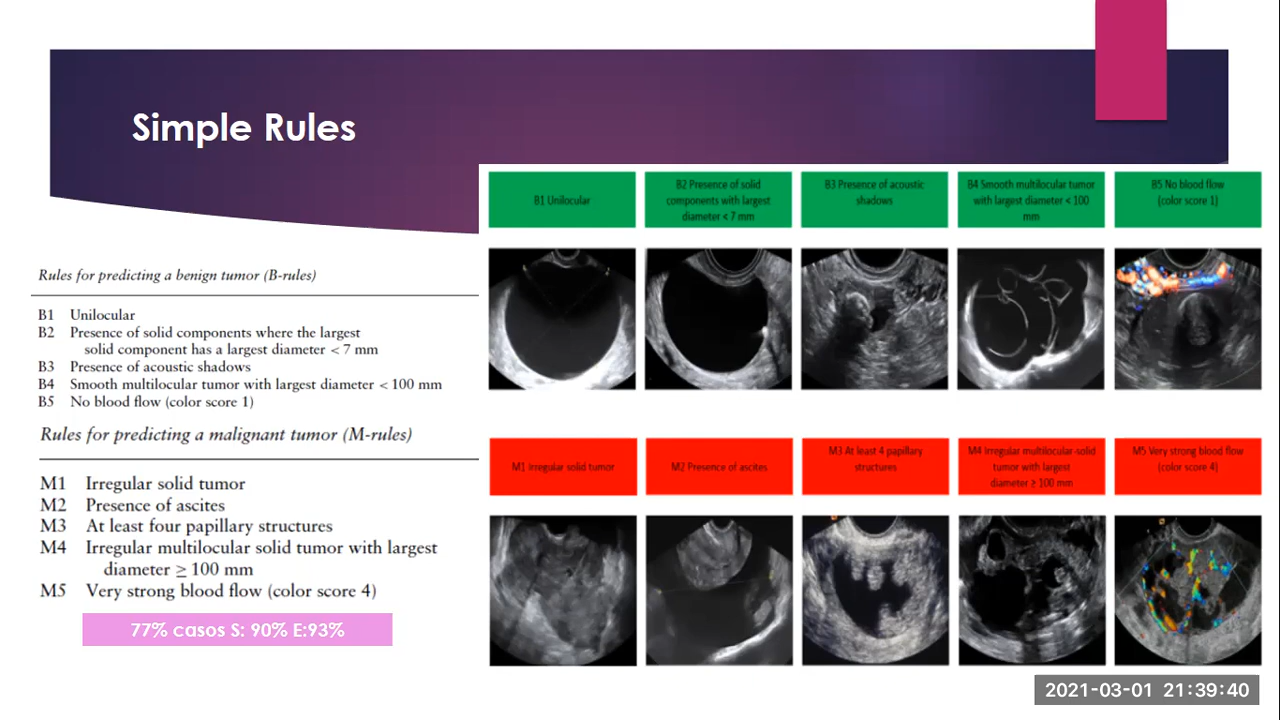 Simple Rules
Rules for predicting a benign tumor (B-rules)
B1 Unilocular
B2 Presence of solid components where the largest
solid component has a largest diameter < 7 mm
B3 Presence of acoustic shadows
B4 Smooth multilocular tumor with largest diameter < 100 mm
B5 No blood flow (color score 1)
Rules for predicting a malignant tumor (M-rules)
M1 Irregular solid tumor
M2 Presence of ascites
M3 At least four papillary structures
M4 Irregular multilocular solid tumor with largest
diameter ≥ 100 mm
M5 Very strong blood flow (color score 4)
77% casos S: 90% E:93%
B1 Unilocular
B2 Presence of solid
components with largest
diameter < 7 mm
B3 Presence of acoustic
shadows
B4 Smooth multilocular tumor
with largest diameter < 100
mm
B5 No blood flow
(color score 1)
M1 Irregular solid tumor
M2 Presence of ascites
M3 At least 4 papillary
structures
M4 Irregular multilocular-solid
tumor with largest
diameter ≥ 100 mm
M5 Very strong blood flow
(color score 4)
2021-03-01 21:39:40